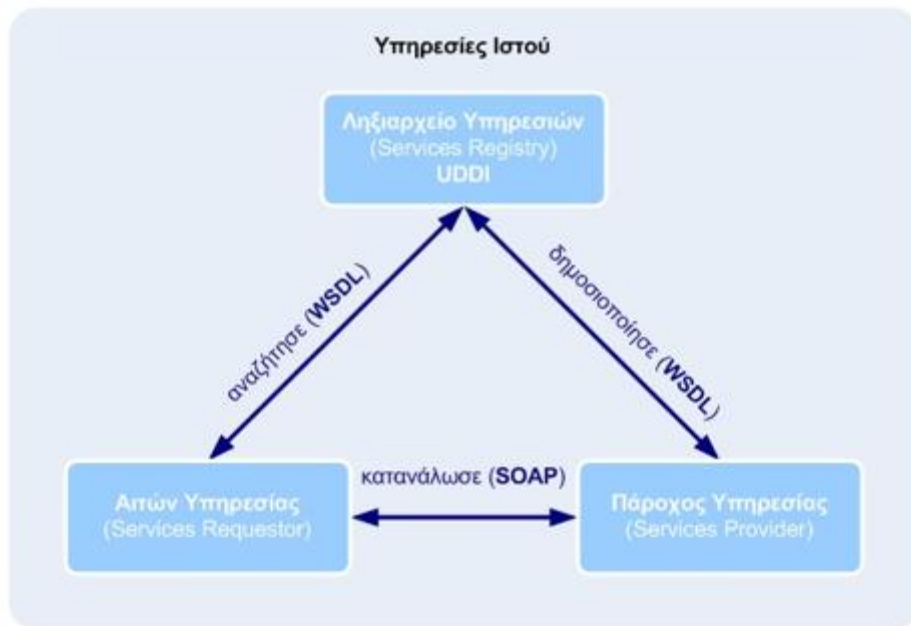 Υπηρεσίες Ιστού
Ληξιαρχείο Υπηρεσιών
(Services Registry)
UDDI
αναζήτησε (WSDL)
δημοσιοποίησε (WSDL)
κατανάλωσε (SOAP)
Αιτών Υπηρεσίας
(Services Requestor)
Πάροχος Υπηρεσίας
(Services Provider)